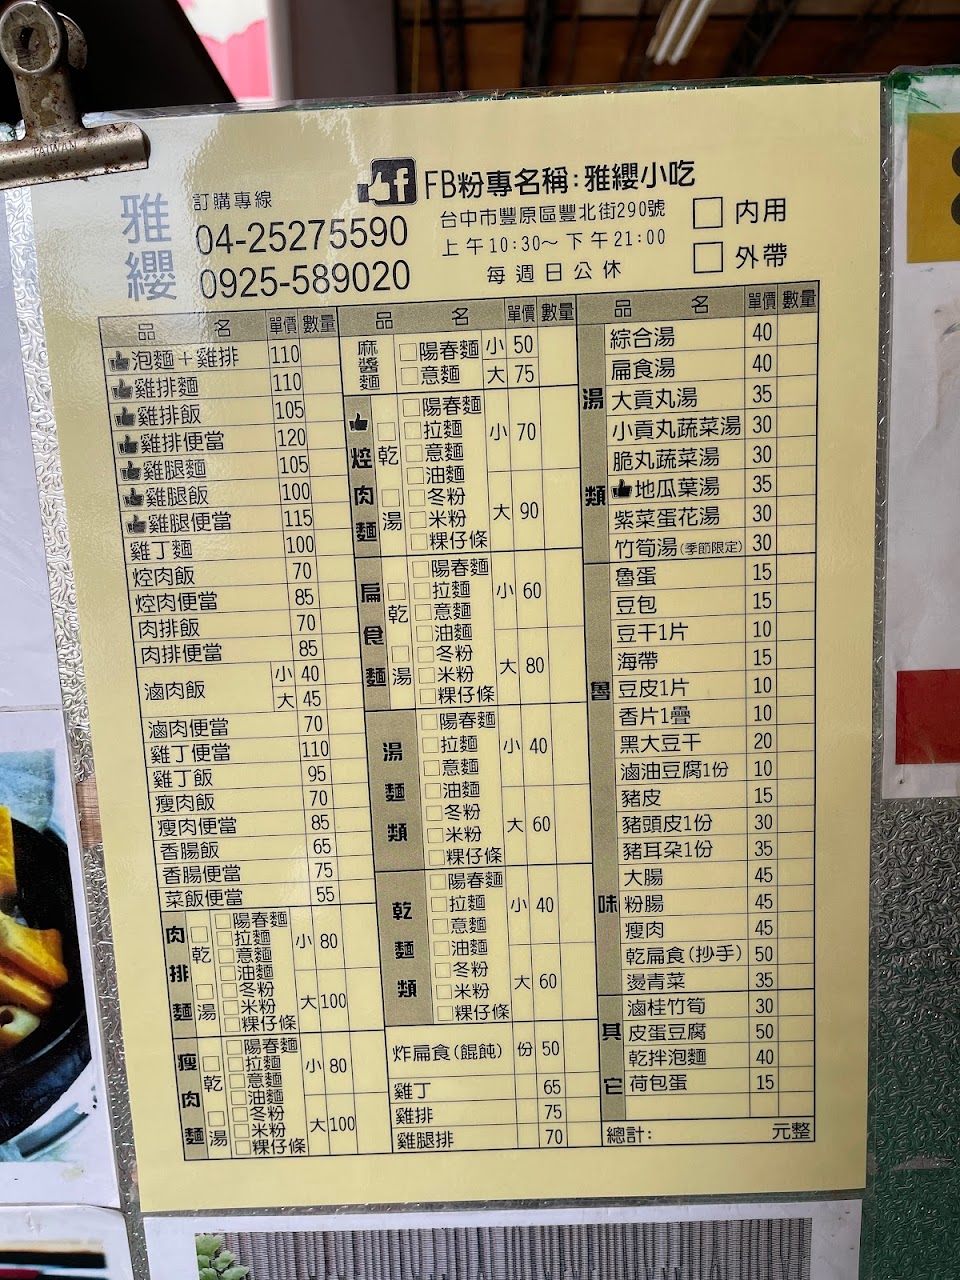 TAIWAN
雅纓
訂購專線
04-25275590
0925-589020
FB粉專名稱:雅纓小吃
台中市豐原區豐北街290號
上午10:30~下午21:00
每週日公休
□內用
□外帶
品名 單價 數量
泡麵+雞排 110
雞排麵 110
雞排飯 105
雞排便當 120
雞腿麵 105
雞腿飯 100
雞腿便當 115
雞丁麵 100
焢肉飯 70
焢肉便當 85
肉排飯 70
肉排便當 85
滷肉飯 小 40
大 45
滷肉便當 70
雞丁便當 110
雞丁飯 95
瘦肉飯 70
瘦肉便當 85
香腸飯 65
香腸便當 75
菜飯便當 55
肉排麵
□乾
□湯
□陽春麵
□拉麵
□意麵
□油麵
□冬粉
□米粉
□粿仔條
小 80
大 100
瘦肉麵
□乾
□湯
□陽春麵
□拉麵
□意麵
□油麵
□冬粉
□米粉
□粿仔條
小 80
大 100
品名 單價 數量
麻醬麵
□陽春麵 小 50
□意麵 大 75
焢肉麵
□乾
□湯
□陽春麵
□拉麵
□意麵
□油麵
□冬粉
□米粉
□粿仔條
小 70
大 90
扁食麵
□乾
□湯
□陽春麵
□拉麵
□意麵
□油麵
□冬粉
□米粉
□粿仔條
小 60
大 80
湯麵類
□陽春麵
□拉麵
□意麵
□油麵
□冬粉
□米粉
□粿仔條
小 40
大 60
乾麵類
□陽春麵
□拉麵
□意麵
□油麵
□冬粉
□米粉
□粿仔條
小 40
大 60
炸扁食(餛飩) 份 50
雞丁 65
雞排 75
雞腿排 70
品名 單價 數量
湯類
綜合湯 40
扁食湯 40
大貢丸湯 35
小貢丸蔬菜湯 30
脆丸蔬菜湯 30
地瓜葉湯 35
紫菜蛋花湯 30
竹筍湯(季節限定) 30
魯味
魯蛋 15
豆包 15
豆干1片 10
海帶 15
豆皮1片 10
香片1疊 10
黑大豆干 20
滷油豆腐1份 10
豬皮 15
豬頭皮1份 30
豬耳朶1份 35
大腸 45
粉腸 45
瘦肉 45
乾扁食(抄手) 50
燙青菜 35
其它
滷桂竹筍 30
皮蛋豆腐 50
乾拌泡麵 40
荷包蛋 15
總計: 元整